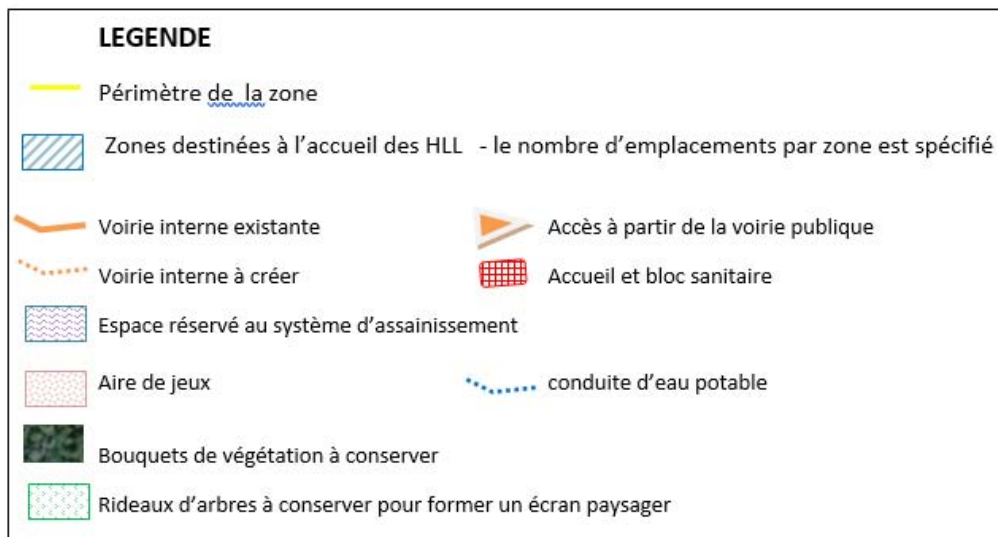 LEGENDE
Périmètre de la zone
Zones destinées à l’accueil des HLL - le nombre d’emplacements par zone est spécifié
Voirie interne existante
Accès à partir de la voirie publique
Voirie interne à créer
Accueil et bloc sanitaire
Espace réservé au système d’assainissement
Aire de jeux
conduite d’eau potable
Bouquets de végétation à conserver
Rideaux d’arbres à conserver pour former un écran paysager